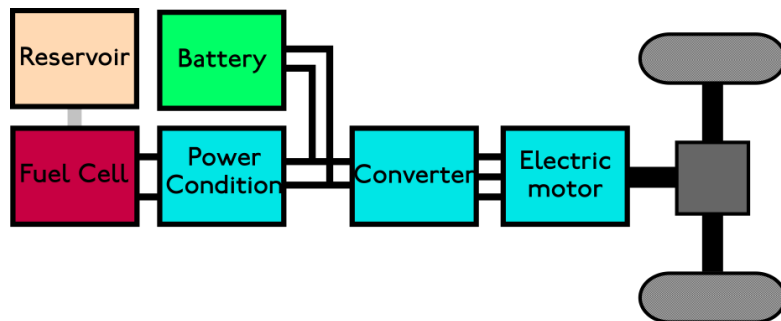 Reservoir
Battery
Fuel Cell
Power
Condition
Converter
Electric
motor